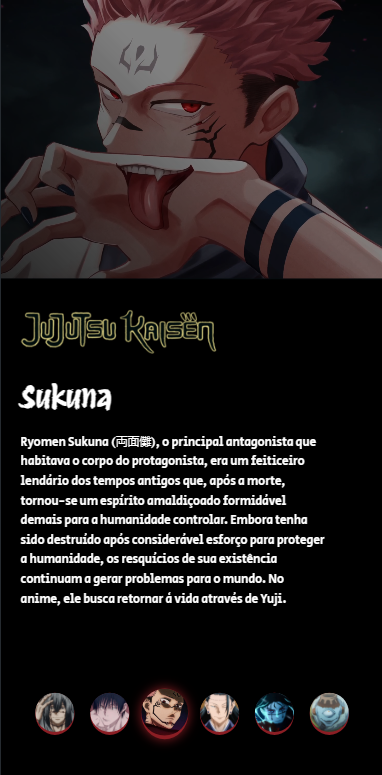 JUJUTSU KAISEN
Sukuna
Ryomen Sukuna (両面儺), o principal antagonista que
habitava o corpo do protagonista, era um feiticeiro
lendário dos tempos antigos que, após a morte,
tornou-se um espírito amaldiçoado formidável
demais para a humanidade controlar. Embora tenha
sido destruído após considerável esforço para proteger
a humanidade, os resquícios de sua existência
continuam a gerar problemas para o mundo. No
anime, ele busca retornar á vida através de Yuji.